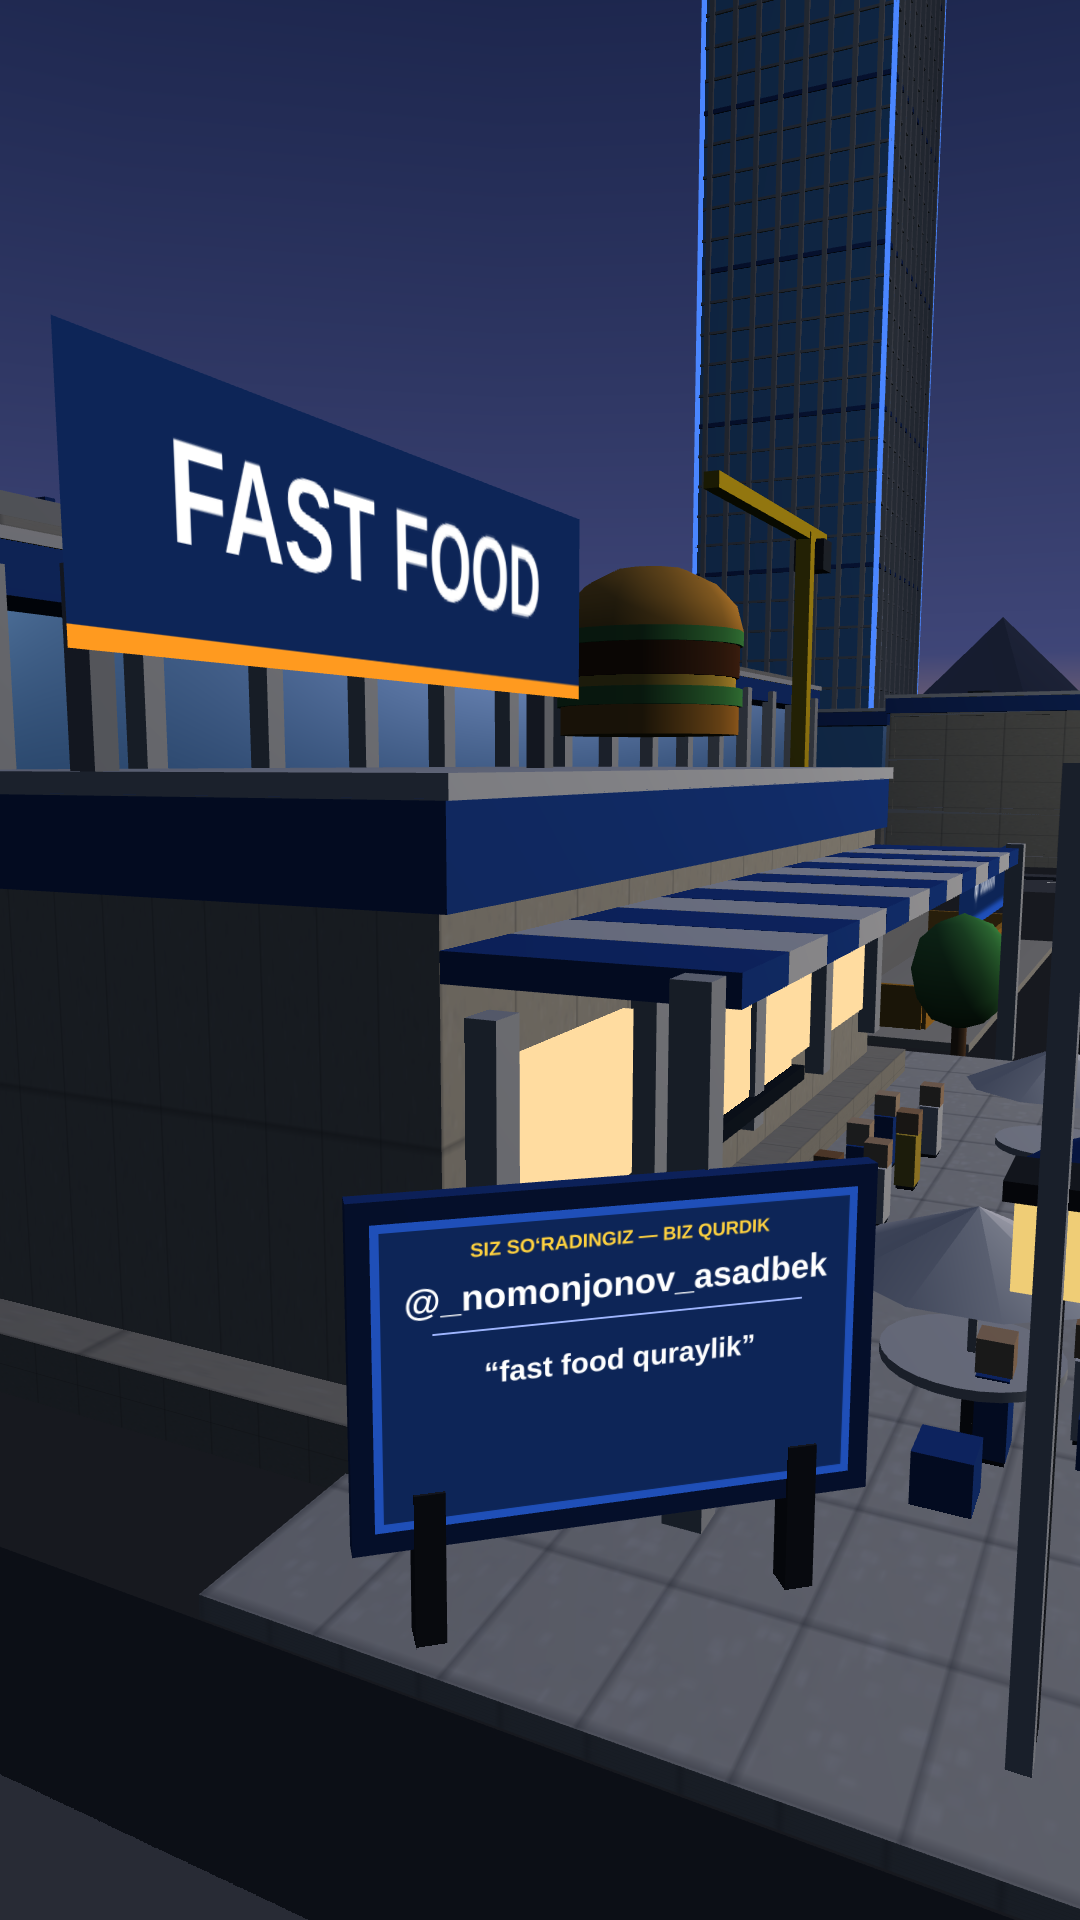 FAST FOOD
SIZ SO‘RADINGIZ — BIZ QURDIK
@_nomonjonov_asadbek
“fast food quraylik”